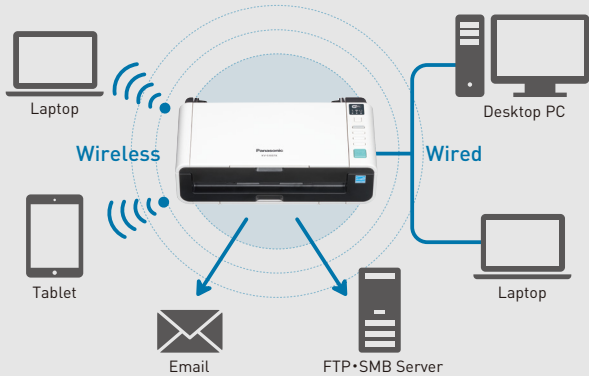 Laptop
Desktop PC
Wireless
Panasonic
Wired
Tablet
Laptop
Email
FTP•SMB Server